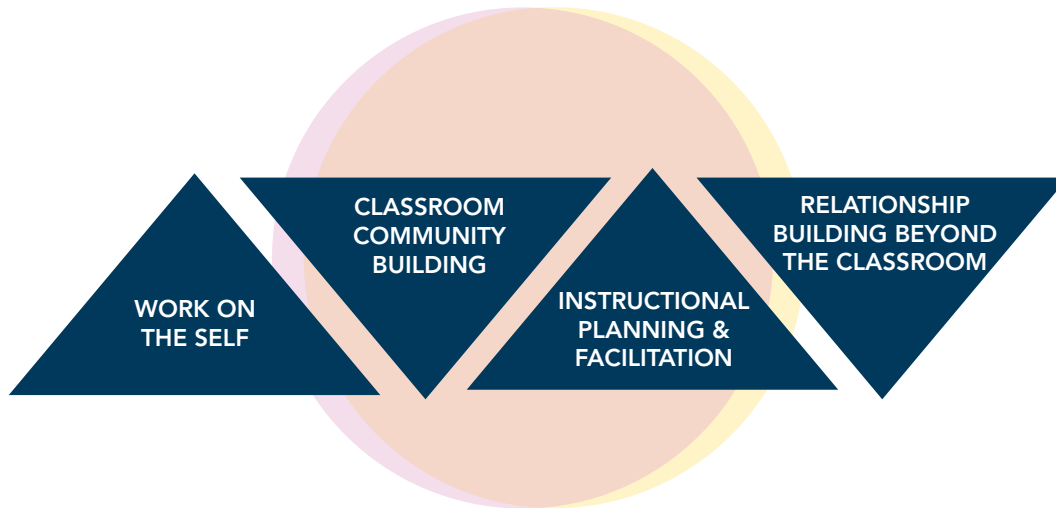 WORK ON
THE SELF
CLASSROOM
COMMUNITY
BUILDING
INSTRUCTIONAL
PLANNING &
FACILITATION
RELATIONSHIP
BUILDING BEYOND
THE CLASSROOM